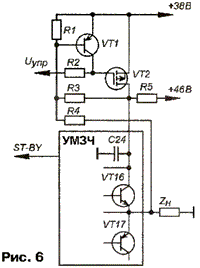 +38В
R1
VT1
Uупр
R2
VT2
R3
R5
+46В
R4
УМЗЧ
ST-BY
C24
VT16
Zн
VT17
Рис. 6